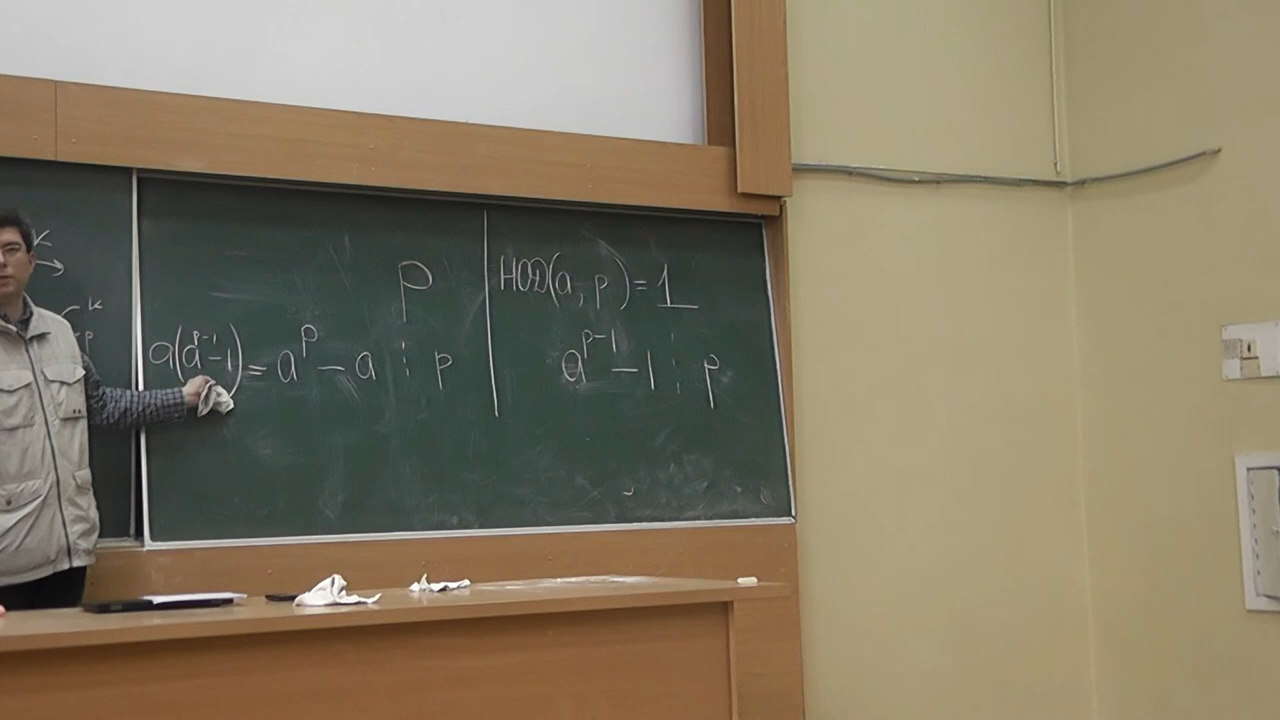 p
a(a^{p-1}-1) = a^p - a ⋮ p
НОД(a, p) = 1
a^{p-1} - 1 ⋮ p